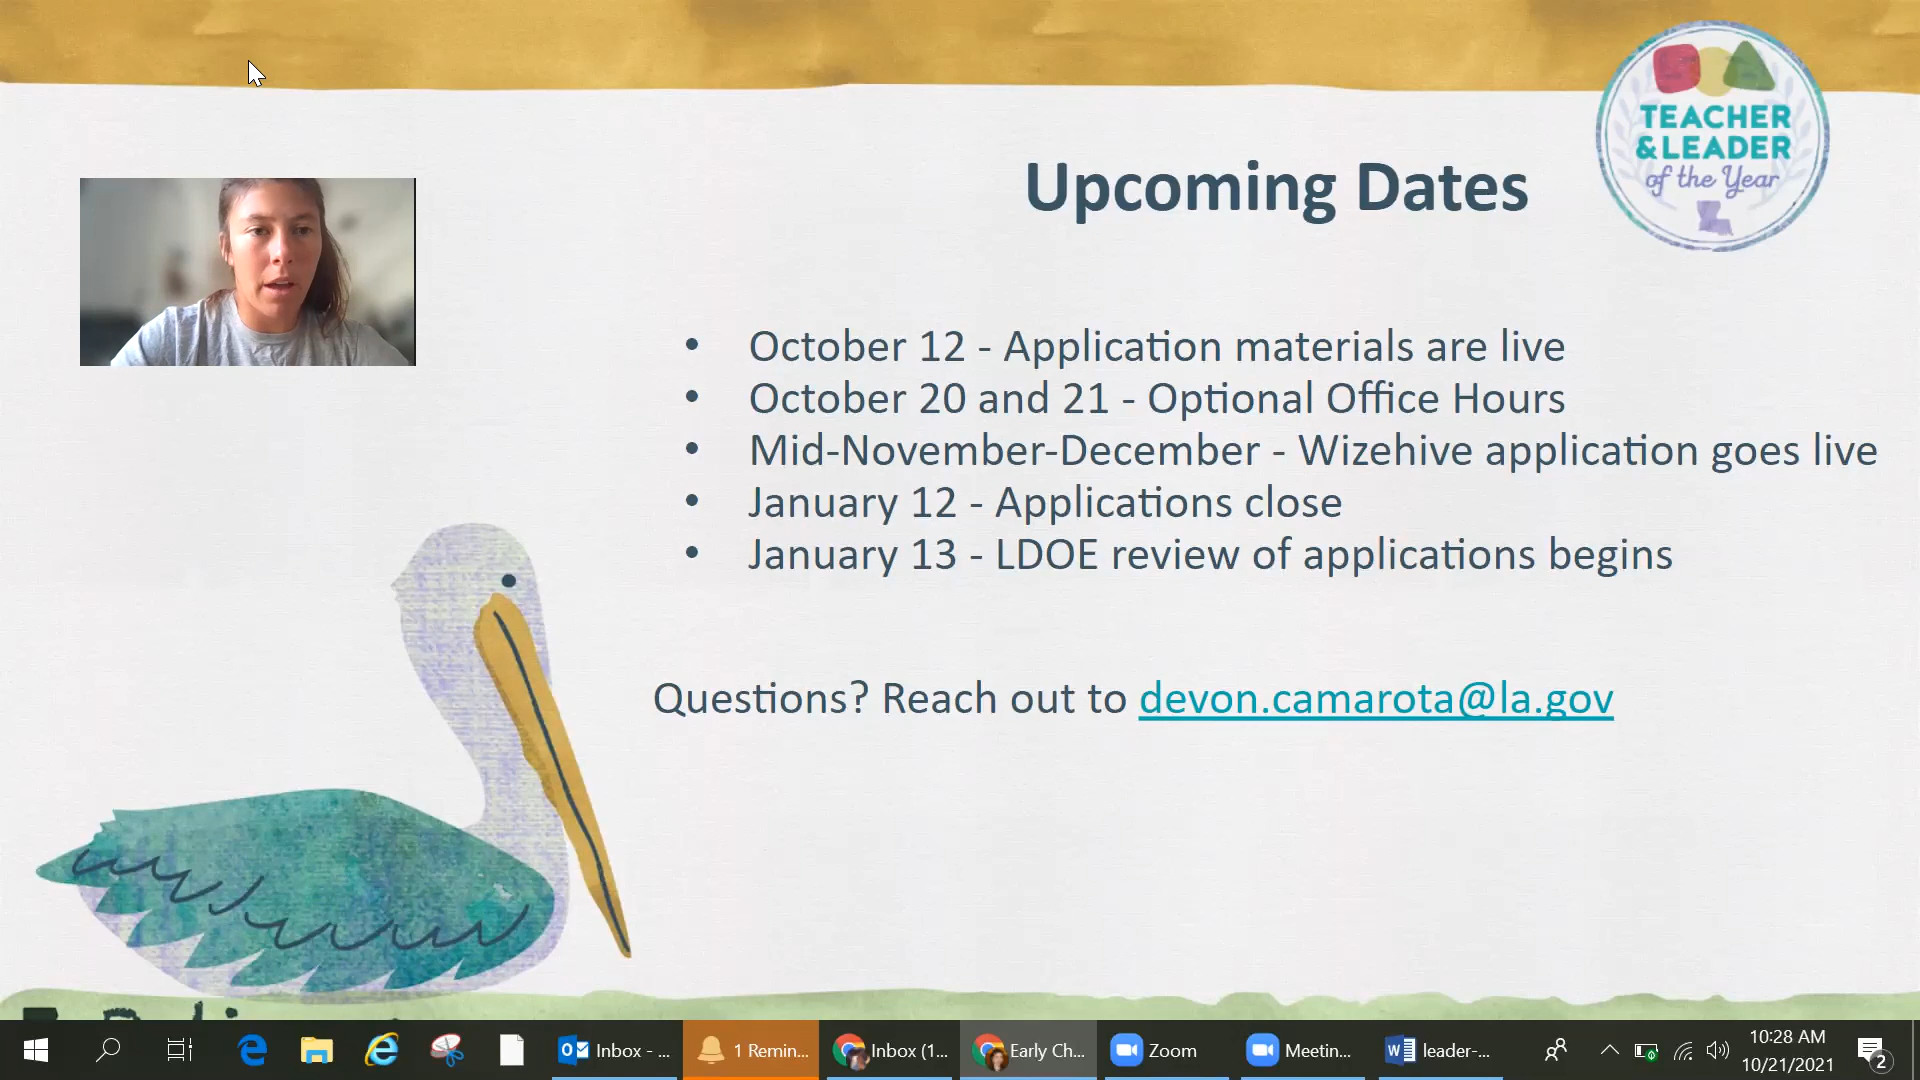 TEACHER
& LEADER
of the Year
Upcoming Dates
• October 12 - Application materials are live
• October 20 and 21 - Optional Office Hours
• Mid-November-December - Wizehive application goes live
• January 12 - Applications close
• January 13 - LDOE review of applications begins
Questions? Reach out to devon.camarota@la.gov
Inbox - ...
1 Remin...
Inbox (1...
Early Ch...
Zoom
Meetin...
leader-...
10:28 AM
10/21/2021
2